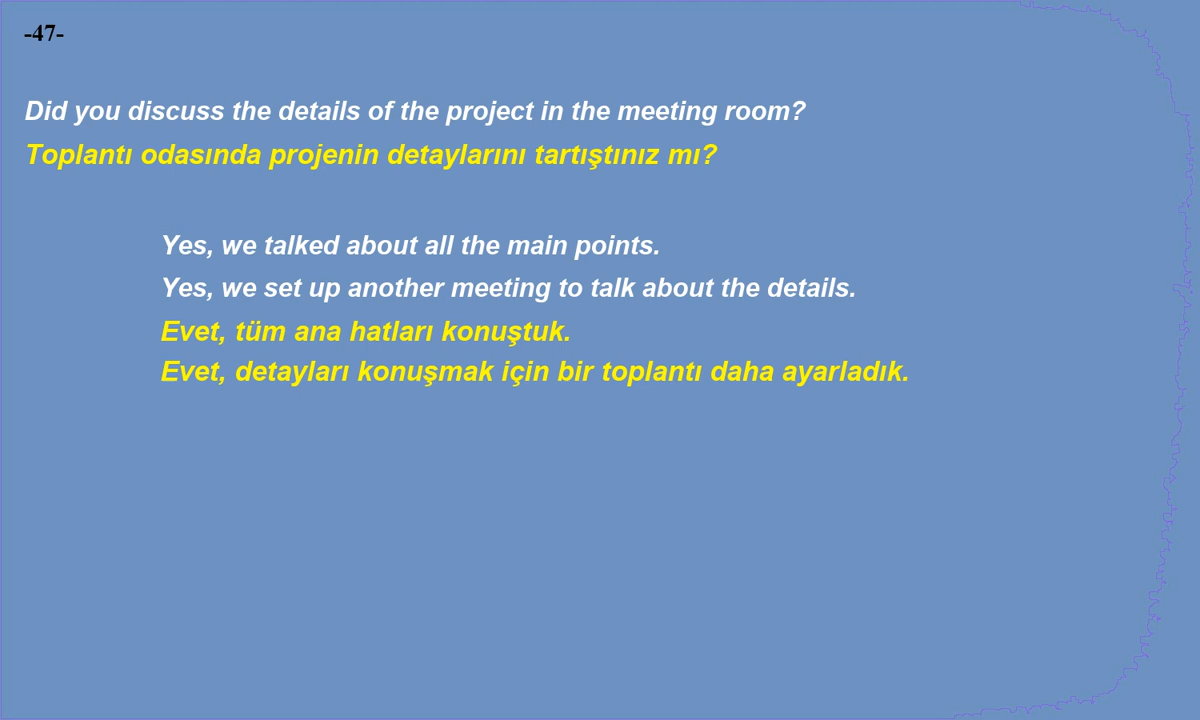 -47-
Did you discuss the details of the project in the meeting room?
Toplantı odasında projenin detaylarını tartıştınız mı?
Yes, we talked about all the main points.
Yes, we set up another meeting to talk about the details.
Evet, tüm ana hatları konuştuk.
Evet, detayları konuşmak için bir toplantı daha ayarladık.